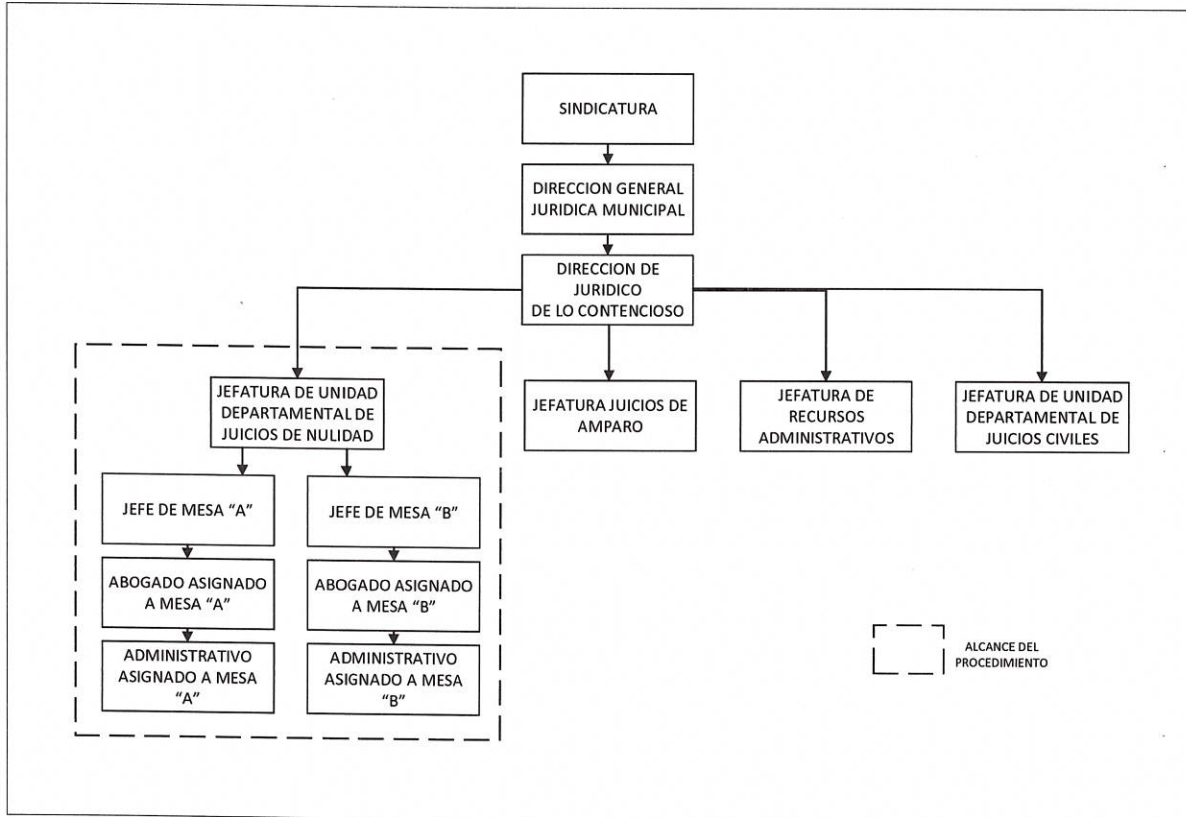 SINDICATURA
DIRECCION GENERAL
JURIDICA MUNICIPAL
DIRECCION DE
JURIDICO
DE LO CONTENCIOSO
JEFATURA DE UNIDAD
DEPARTAMENTAL DE
JUICIOS DE NULIDAD
JEFATURA JUICIOS DE
AMPARO
JEFATURA DE
RECURSOS
ADMINISTRATIVOS
JEFATURA DE UNIDAD
DEPARTAMENTAL DE
JUICIOS CIVILES
JEFE DE MESA “A”
JEFE DE MESA “B”
ABOGADO ASIGNADO
A MESA “A”
ABOGADO ASIGNADO
A MESA “B”
ADMINISTRATIVO
ASIGNADO A MESA
“A”
ADMINISTRATIVO
ASIGNADO A MESA
“B”
ALCANCE DEL
PROCEDIMIENTO